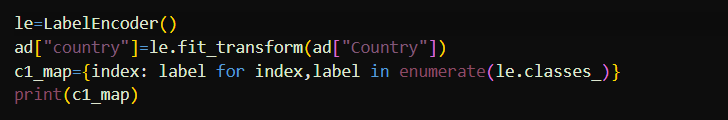 le=LabelEncoder()
ad["country"]=le.fit_transform(ad["Country"])
c1_map={index: label for index,label in enumerate(le.classes_)}
print(c1_map)